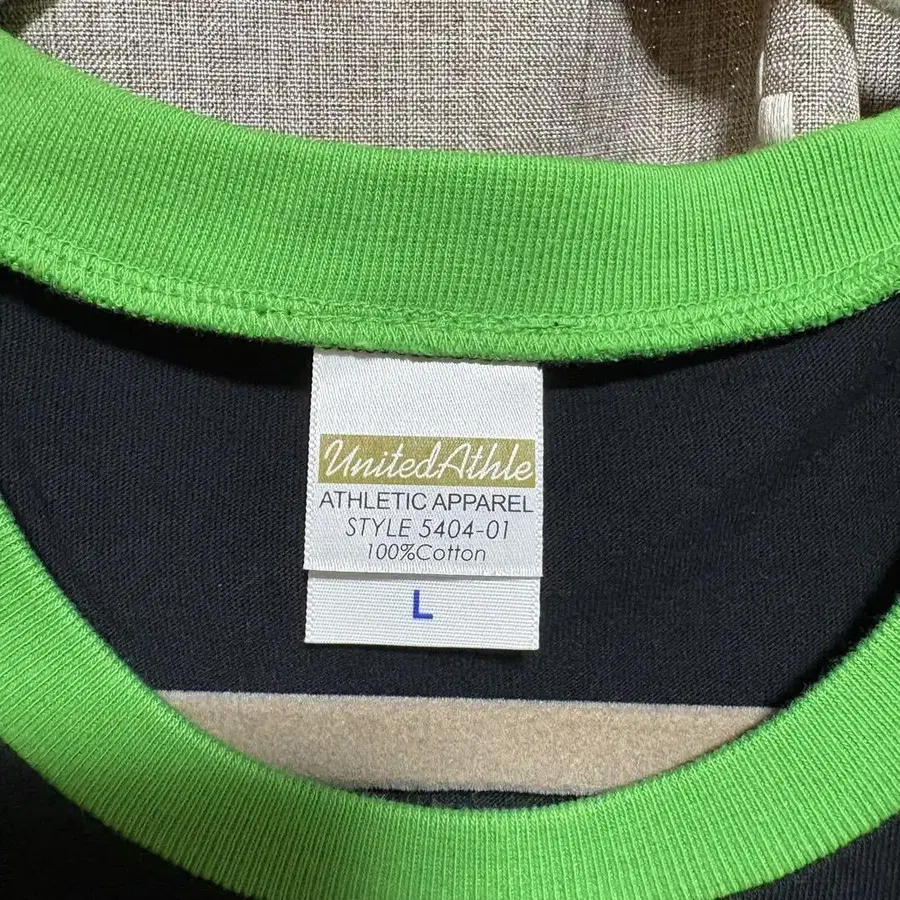 UnitedAthle
ATHLETIC APPAREL
STYLE 5404-01
100%Cotton
L